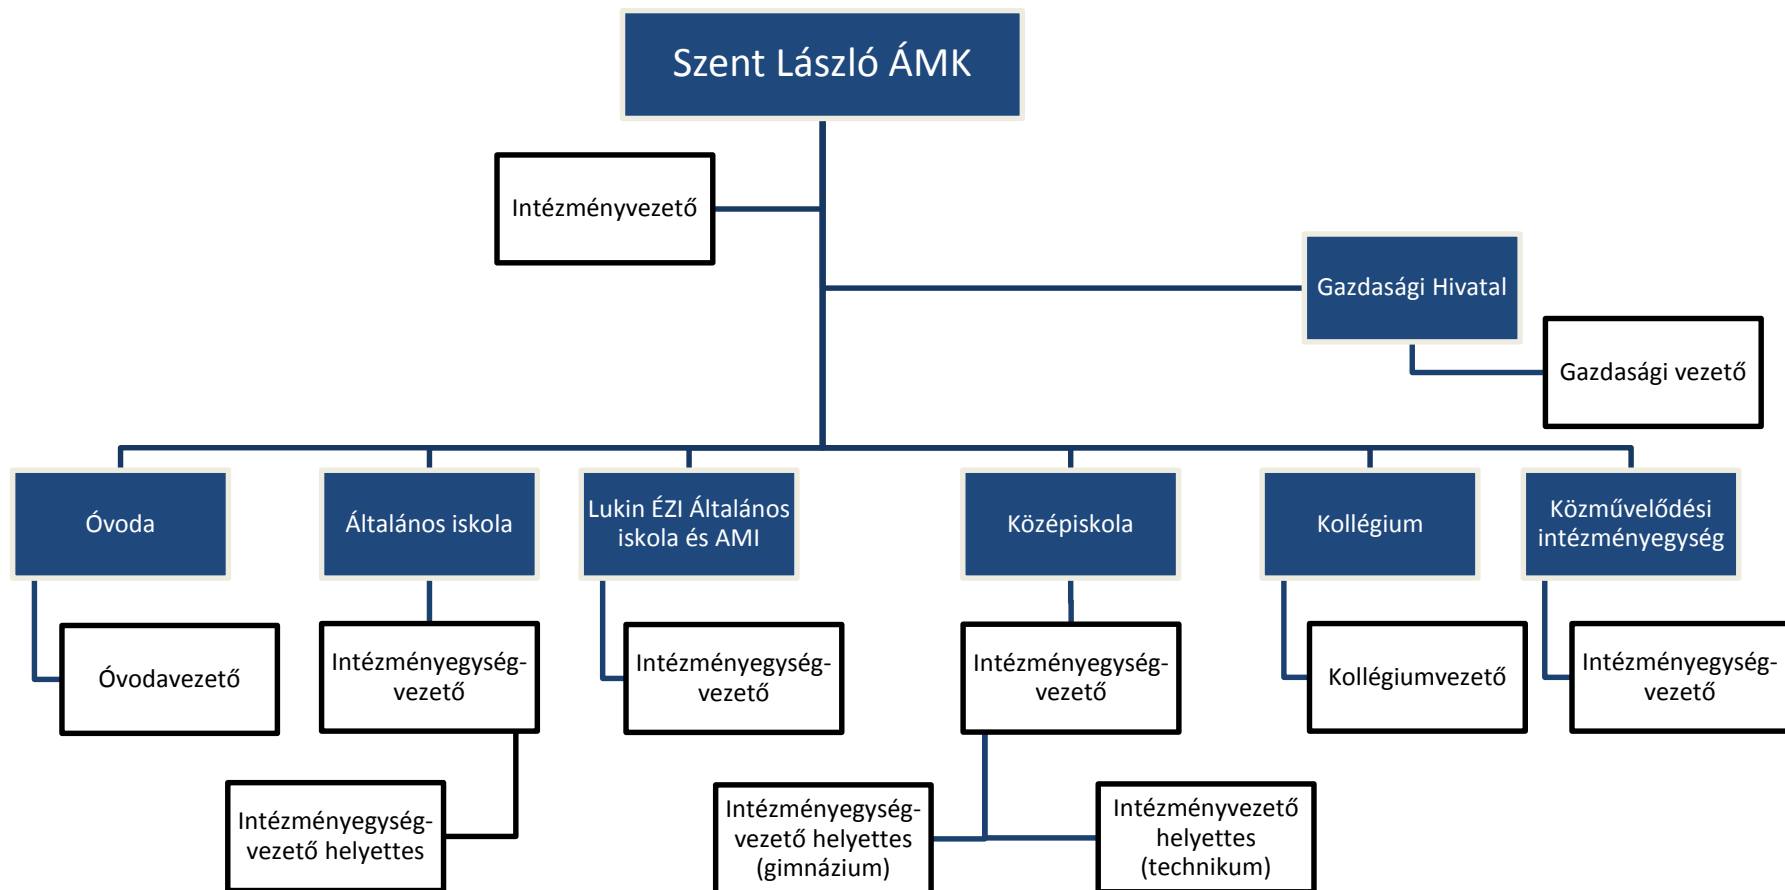 Szent László ÁMK
Intézményvezető
Gazdasági Hivatal
Gazdasági vezető
Óvoda
Általános iskola
Lukin ÉZI Általános
iskola és AMI
Középiskola
Kollégium
Közművelődési
intézményegység
Óvodavezető
Intézményegység-
vezető
Intézményegység-
vezető
Intézményegység-
vezető
Kollégiumvezető
Intézményegység-
vezető
Intézményegység-
vezető helyettes
Intézményegység-
vezető helyettes
(gimnázium)
Intézményvezető
helyettes
(technikum)